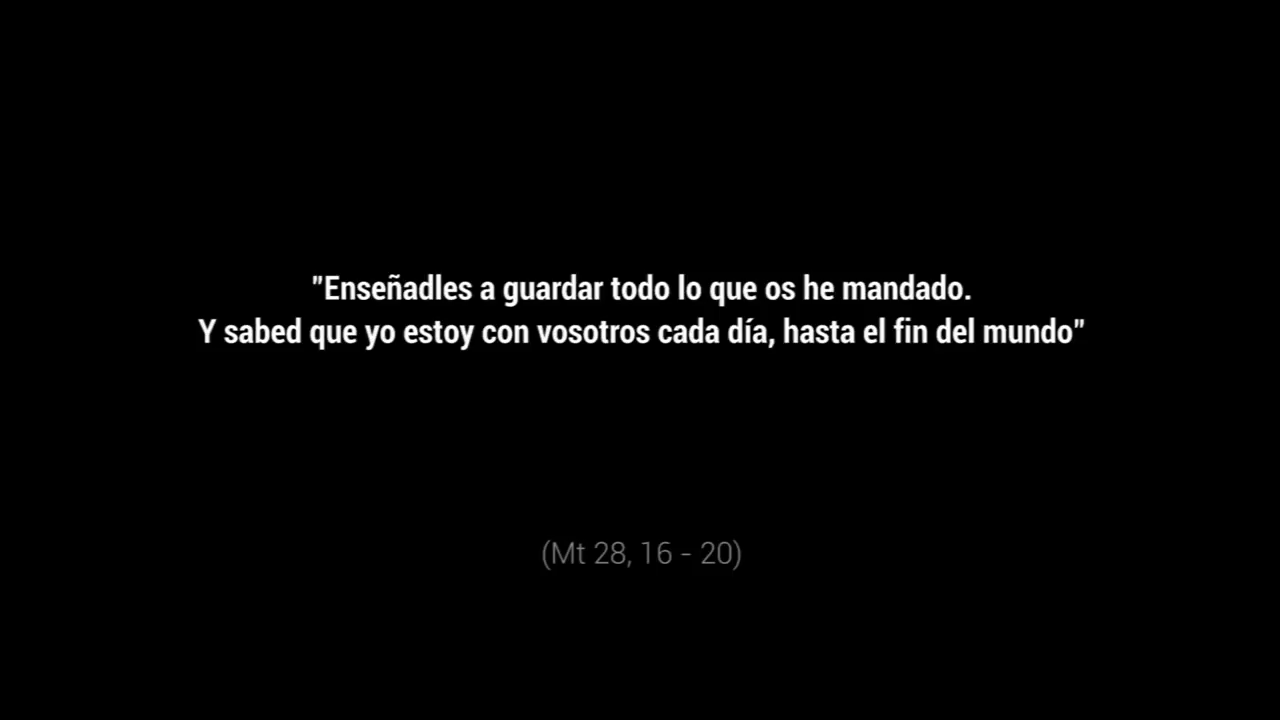 "Enseñadles a guardar todo lo que os he mandado.
Y sabed que yo estoy con vosotros cada día, hasta el fin del mundo"
(Mt 28, 16 - 20)